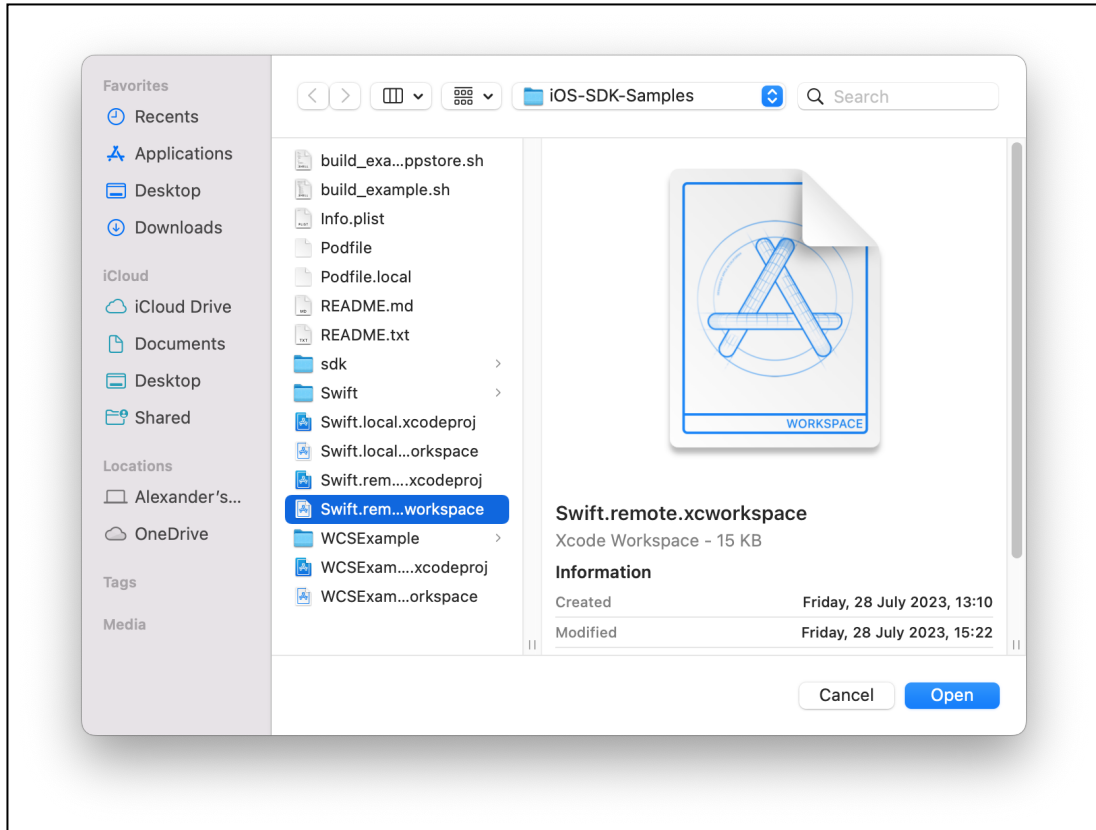 Favorites
Recents
Applications
Desktop
Downloads
iCloud
iCloud Drive
Documents
Desktop
Shared
Locations
Alexander's...
OneDrive
Tags
Media
iOS-SDK-Samples
Search
build_exa...ppstore.sh
build_example.sh
Info.plist
Podfile
Podfile.local
README.md
README.txt
sdk
Swift
Swift.local.xcodeproj
Swift.local...orkspace
Swift.rem....xcodeproj
Swift.rem...workspace
WCSExample
WCSExam....xcodeproj
WCSExam...orkspace
WORKSPACE
Swift.remote.xcworkspace
Xcode Workspace - 15 KB
Information
Created Friday, 28 July 2023, 13:10
Modified Friday, 28 July 2023, 15:22
Cancel Open